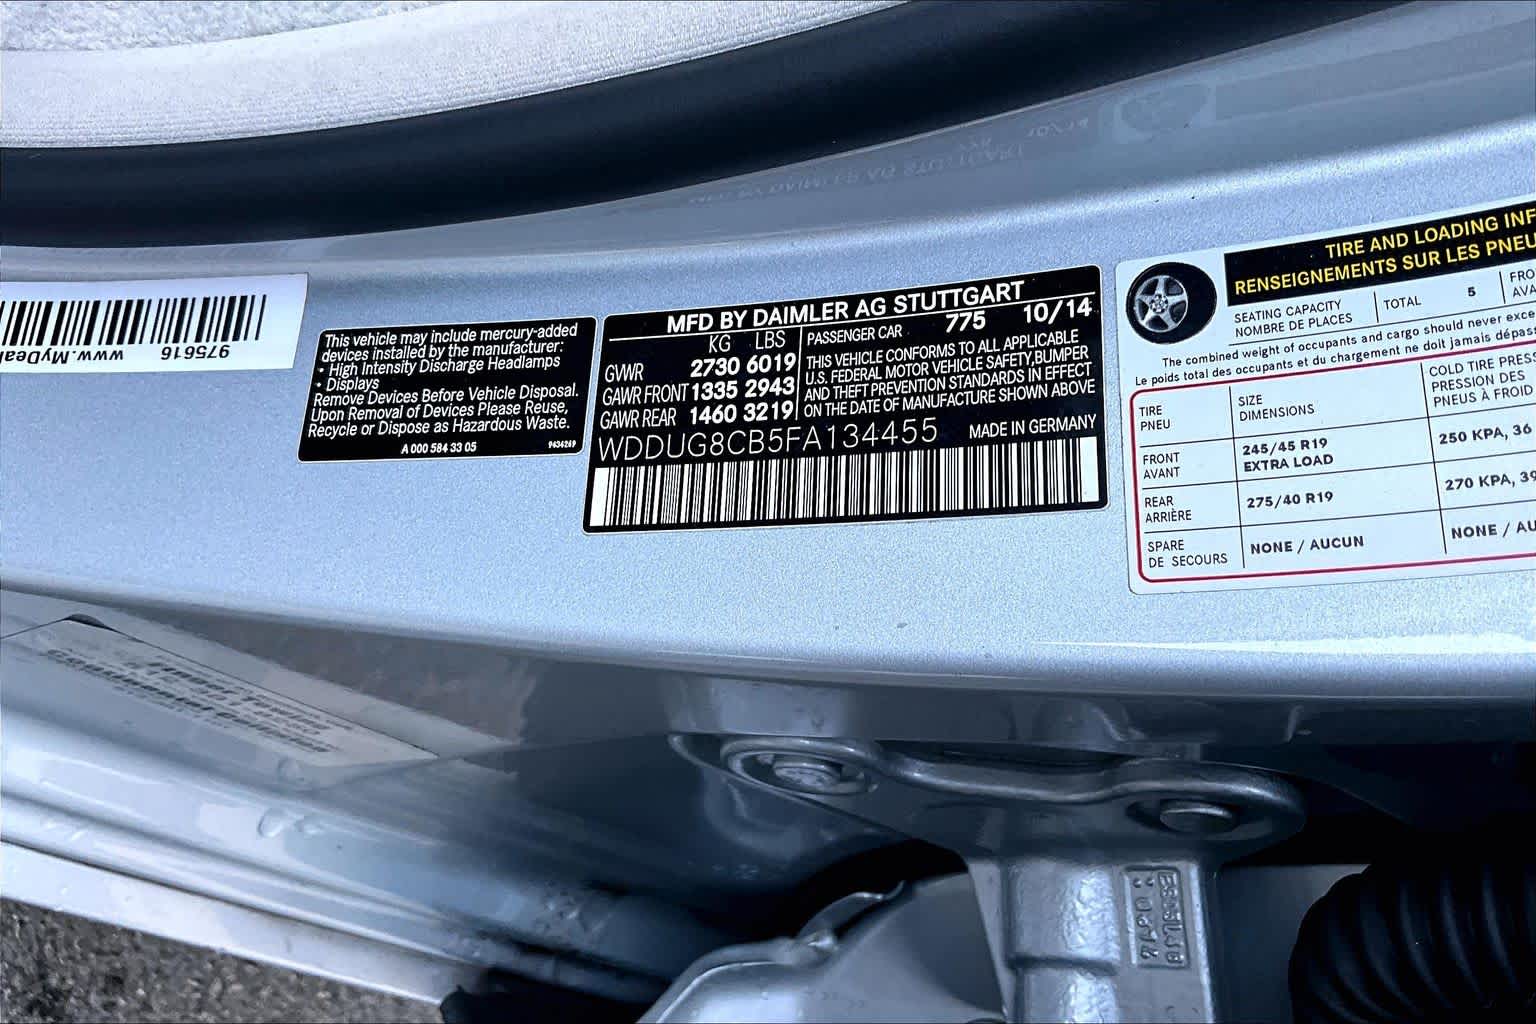 975616
www.MyDeal
This vehicle may include mercury-added
devices installed by the manufacturer:
• High Intensity Discharge Headlamps
• Displays
Remove Devices Before Vehicle Disposal.
Upon Removal of Devices Please Reuse,
Recycle or Dispose as Hazardous Waste.
A 000 584 33 05
MFD BY DAIMLER AG STUTTGART
775 10/14
KG LBS
GVWR 2730 6019
GAWR FRONT 1335 2943
GAWR REAR 1460 3219
PASSENGER CAR
THIS VEHICLE CONFORMS TO ALL APPLICABLE
U.S. FEDERAL MOTOR VEHICLE SAFETY,BUMPER
AND THEFT PREVENTION STANDARDS IN EFFECT
ON THE DATE OF MANUFACTURE SHOWN ABOVE
WDDUG8CB5FA134455 MADE IN GERMANY
TIRE AND LOADING INF
RENSEIGNEMENTS SUR LES PNEU
SEATING CAPACITY
NOMBRE DE PLACES
TOTAL 5
FRO
AVA
The combined weight of occupants and cargo should never exce
Le poids total des occupants et du chargement ne doit jamais dépass
TIRE
PNEU
SIZE
DIMENSIONS
COLD TIRE PRESS
PRESSION DES
PNEUS À FROID
FRONT
AVANT
245/45 R19
EXTRA LOAD
250 KPA, 36
REAR
ARRIÈRE
275/40 R19
270 KPA, 39
SPARE
DE SECOURS
NONE / AUCUN
NONE / AU